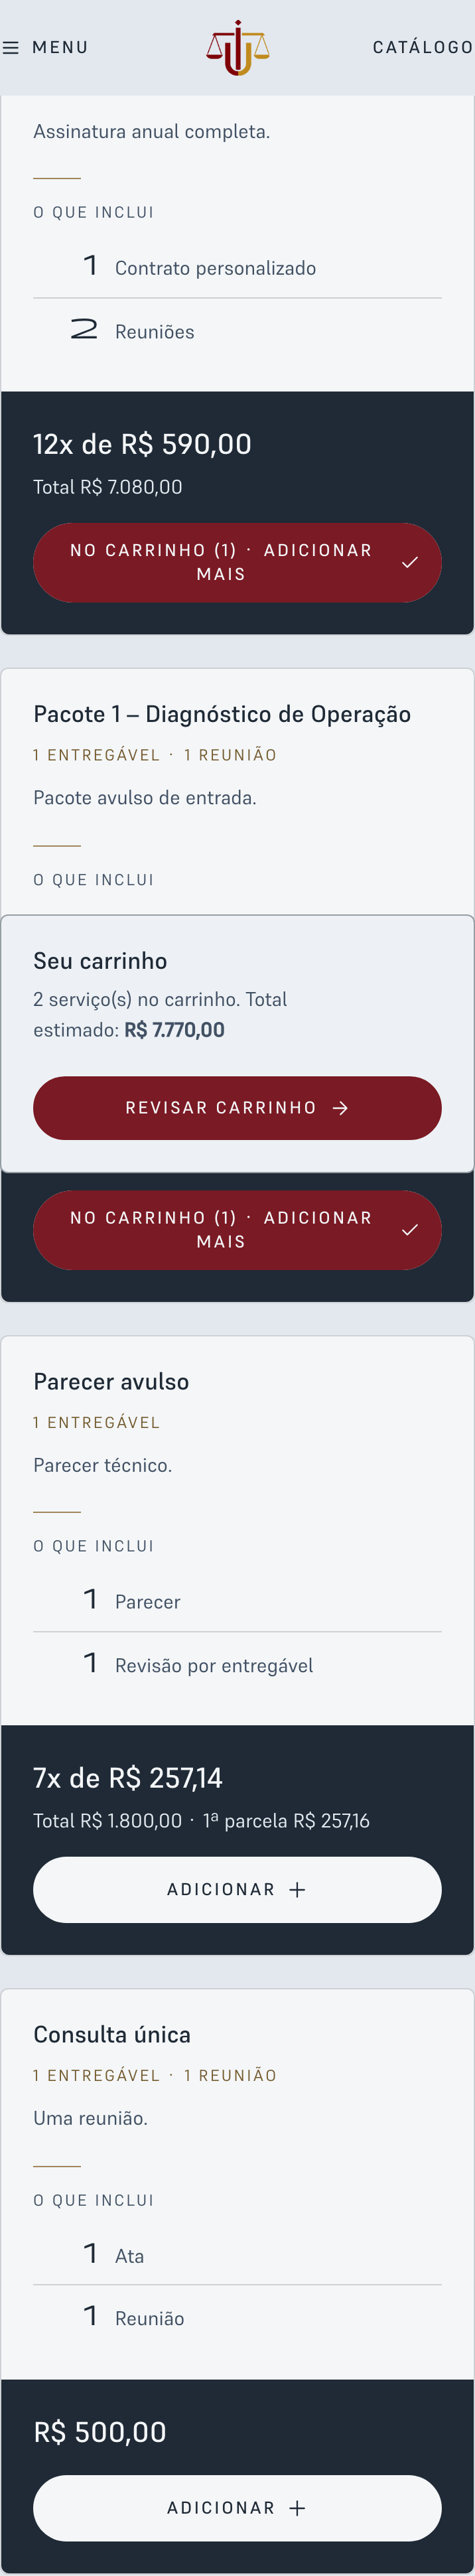 MENU
CATÁLOGO
Assinatura anual completa.
O QUE INCLUI
1 Contrato personalizado
2 Reuniões
12x de R$ 590,00
Total R$ 7.080,00
NO CARRINHO (1) · ADICIONAR
MAIS
Pacote 1 – Diagnóstico de Operação
1 ENTREGÁVEL · 1 REUNIÃO
Pacote avulso de entrada.
O QUE INCLUI
Seu carrinho
2 serviço(s) no carrinho. Total
estimado: R$ 7.770,00
REVISAR CARRINHO
NO CARRINHO (1) · ADICIONAR
MAIS
Parecer avulso
1 ENTREGÁVEL
Parecer técnico.
O QUE INCLUI
1 Parecer
1 Revisão por entregável
7x de R$ 257,14
Total R$ 1.800,00 · 1ª parcela R$ 257,16
ADICIONAR
Consulta única
1 ENTREGÁVEL · 1 REUNIÃO
Uma reunião.
O QUE INCLUI
1 Ata
1 Reunião
R$ 500,00
ADICIONAR